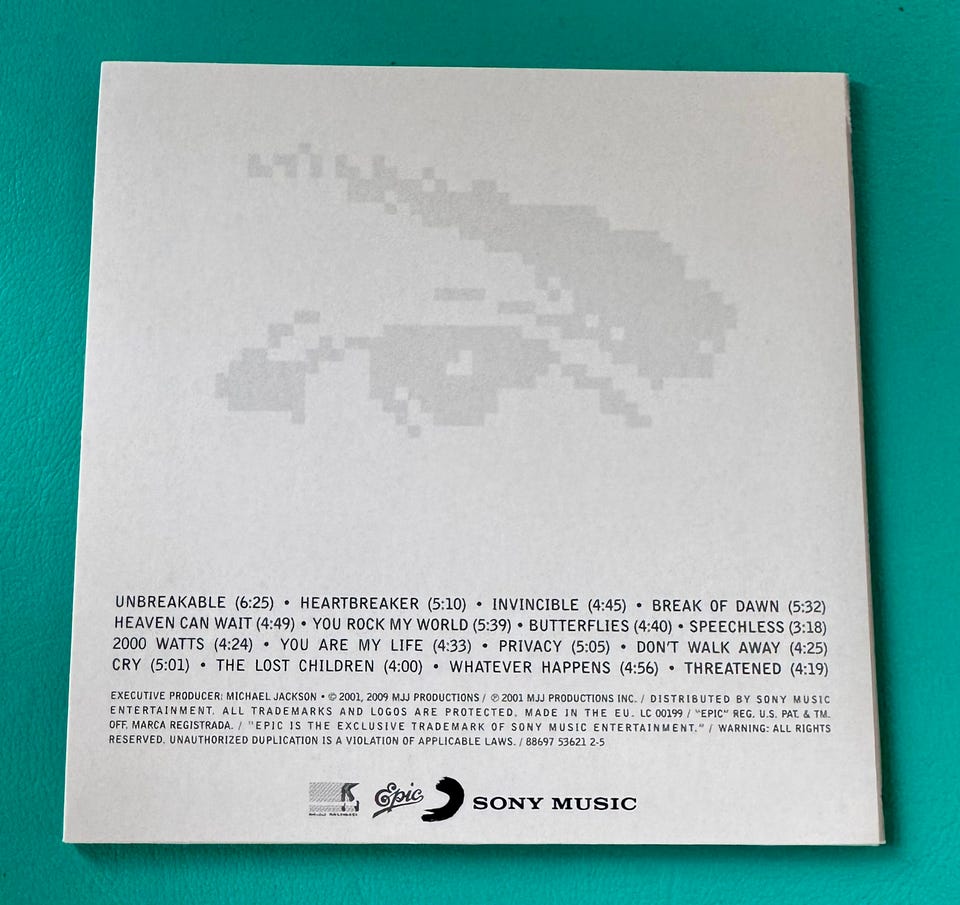 UNBREAKABLE (6:25) • HEARTBREAKER (5:10) • INVINCIBLE (4:45) • BREAK OF DAWN (5:32)
HEAVEN CAN WAIT (4:49) • YOU ROCK MY WORLD (5:39) • BUTTERFLIES (4:40) • SPEECHLESS (3:18)
2000 WATTS (4:24) • YOU ARE MY LIFE (4:33) • PRIVACY (5:05) • DON'T WALK AWAY (4:25)
CRY (5:01) • THE LOST CHILDREN (4:00) • WHATEVER HAPPENS (4:56) • THREATENED (4:19)
EXECUTIVE PRODUCER: MICHAEL JACKSON • © 2001, 2009 MJJ PRODUCTIONS / ℗ 2001 MJJ PRODUCTIONS INC. / DISTRIBUTED BY SONY MUSIC
ENTERTAINMENT. ALL TRADEMARKS AND LOGOS ARE PROTECTED. MADE IN THE EU. LC 00199 / "EPIC" REG. U.S. PAT. & TM.
OFF. MARCA REGISTRADA. / "EPIC IS THE EXCLUSIVE TRADEMARK OF SONY MUSIC ENTERTAINMENT." / WARNING: ALL RIGHTS
RESERVED. UNAUTHORIZED DUPLICATION IS A VIOLATION OF APPLICABLE LAWS. / 88697 53621 2-5
Epic SONY MUSIC